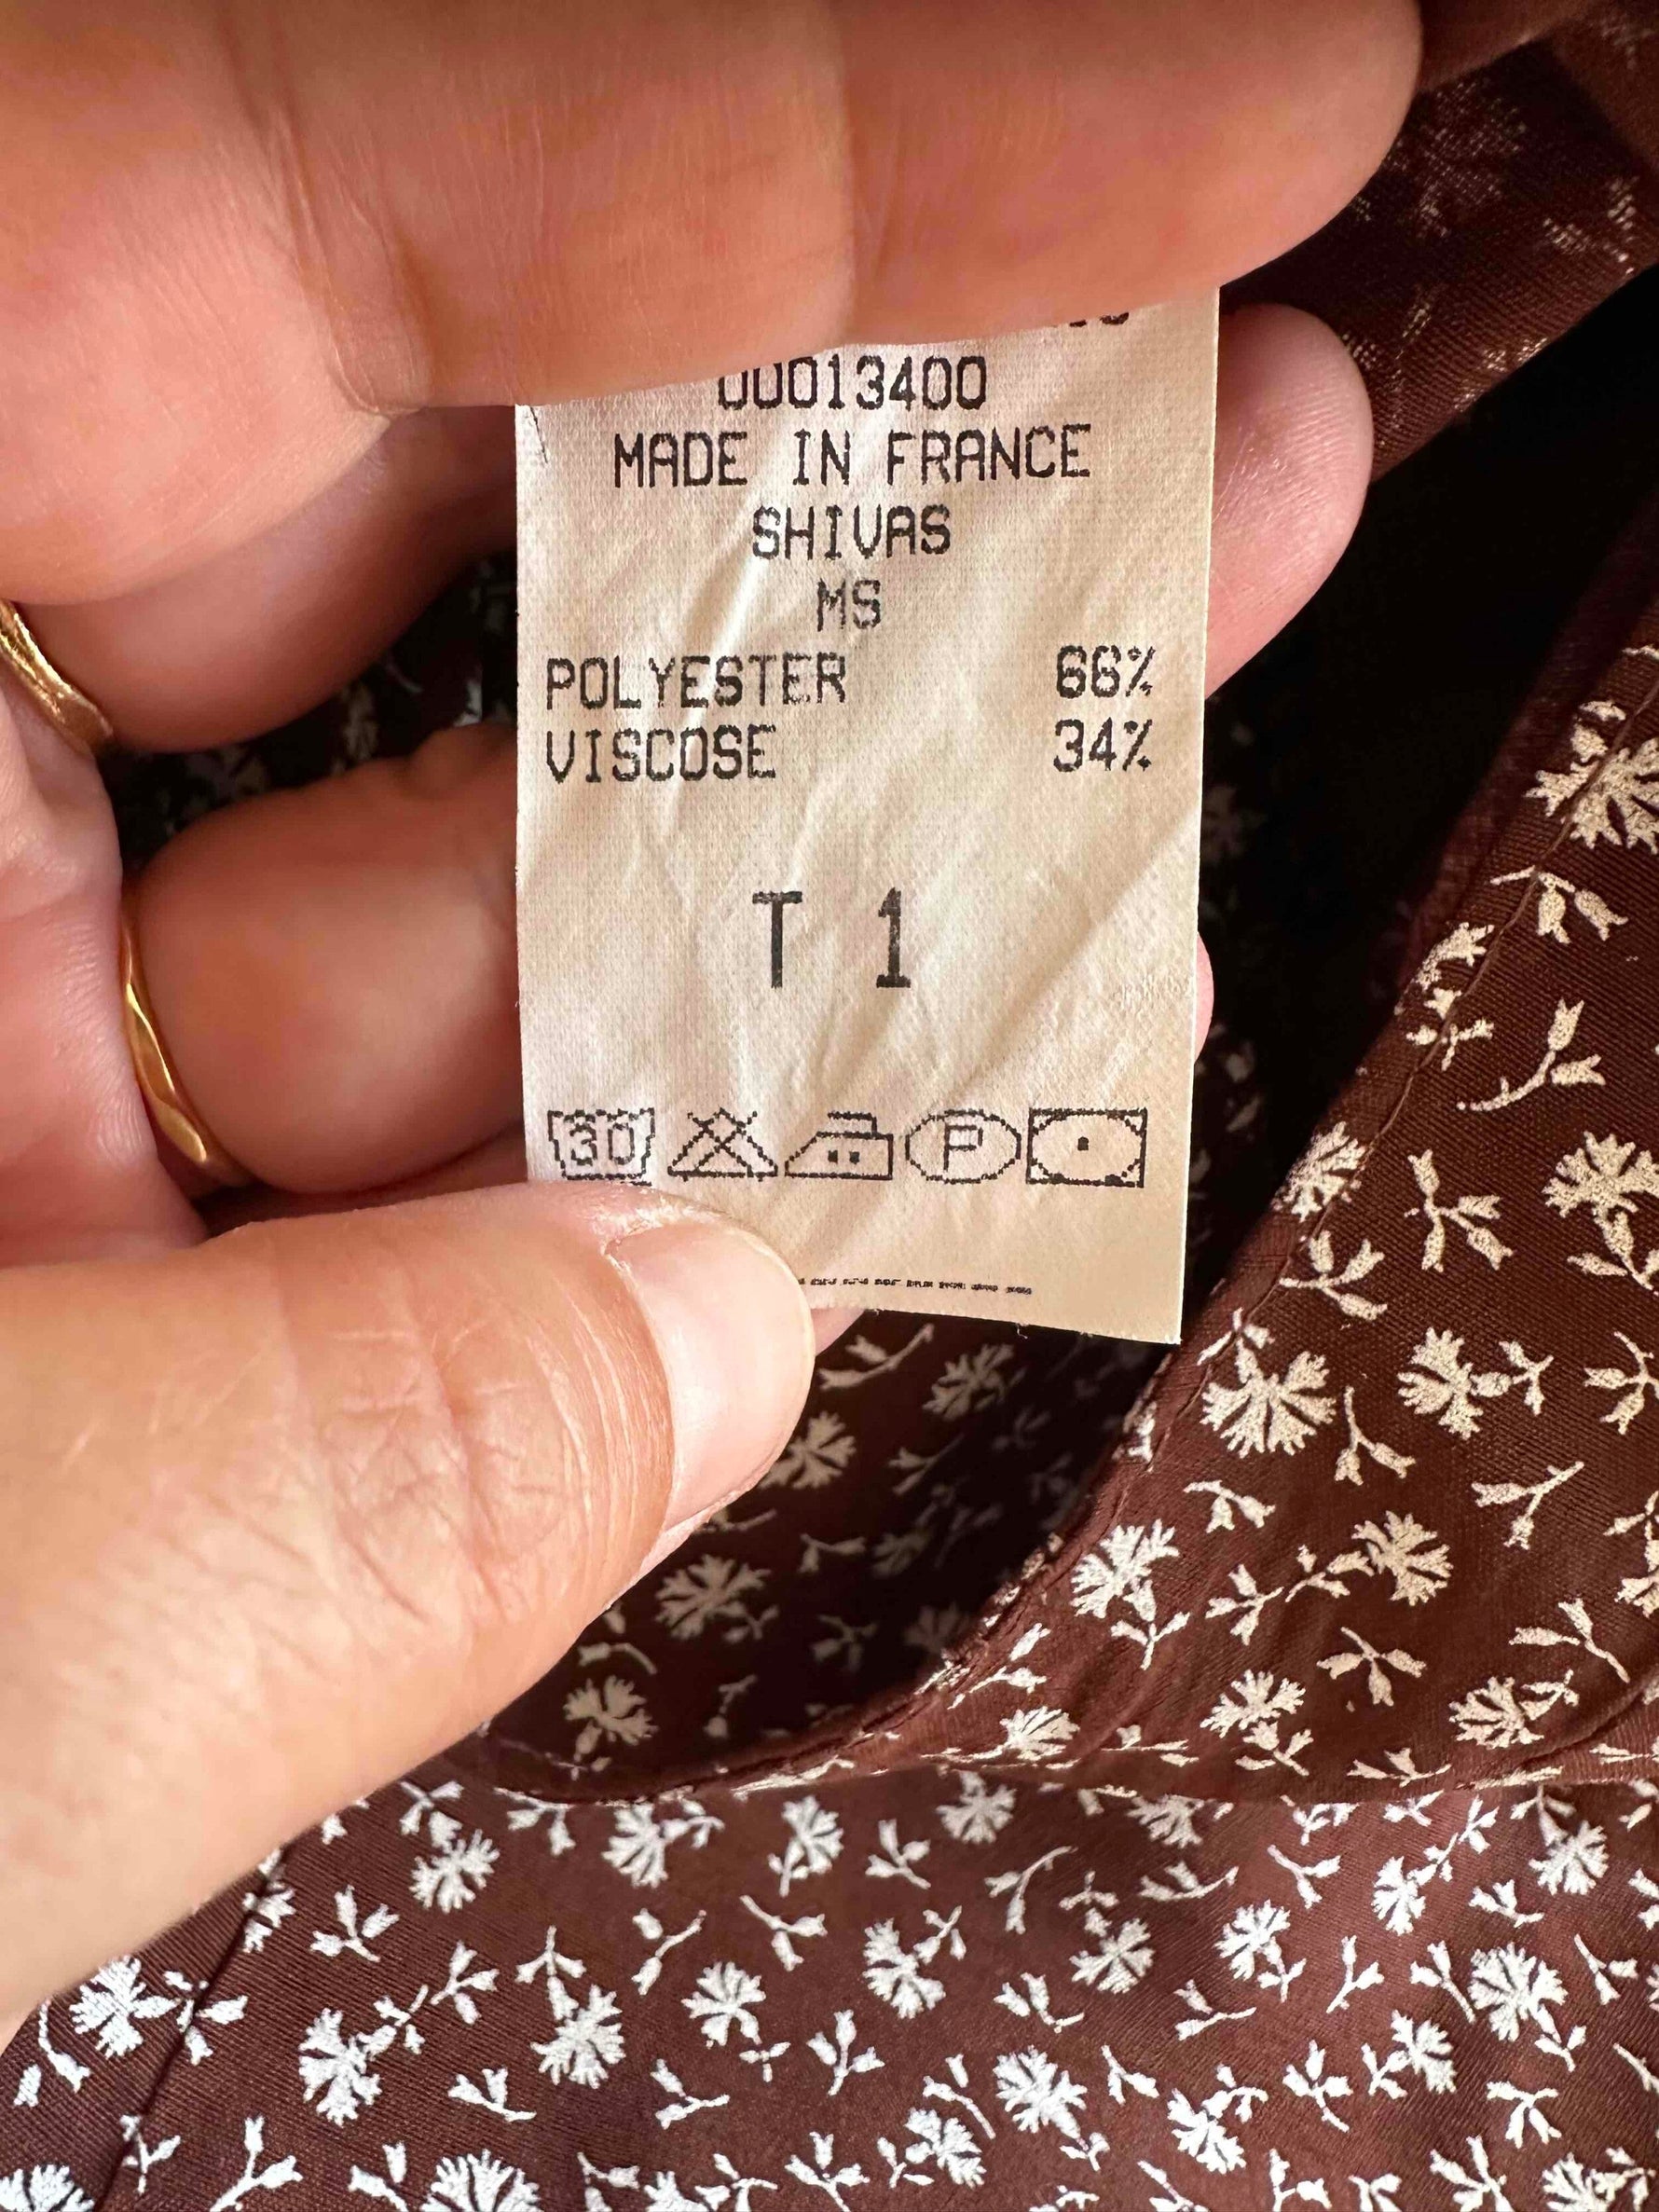 00013400
MADE IN FRANCE
SHIVAS
MS
POLYESTER 66%
VISCOSE 34%
T 1
30 P